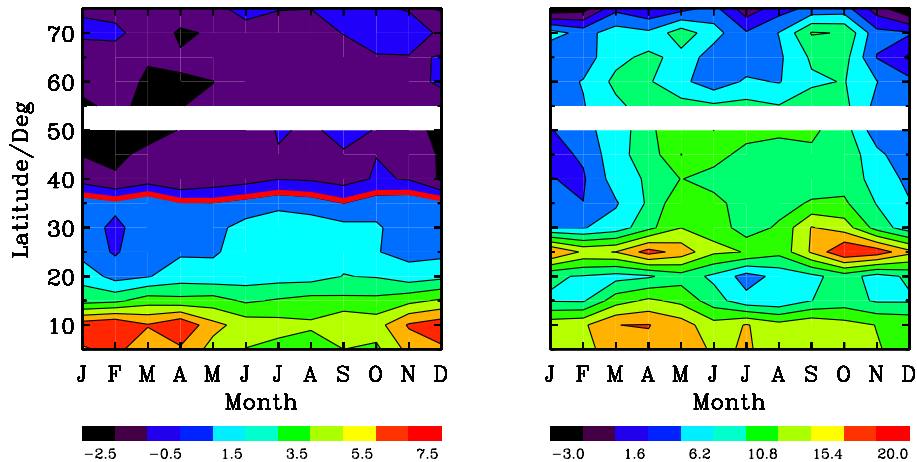 70
60
50
40
30
20
10
Latitude/Deg
J F M A M J J A S O N D
Month
-2.5 -0.5 1.5 3.5 5.5 7.5
J F M A M J J A S O N D
Month
-3.0 1.6 6.2 10.8 15.4 20.0